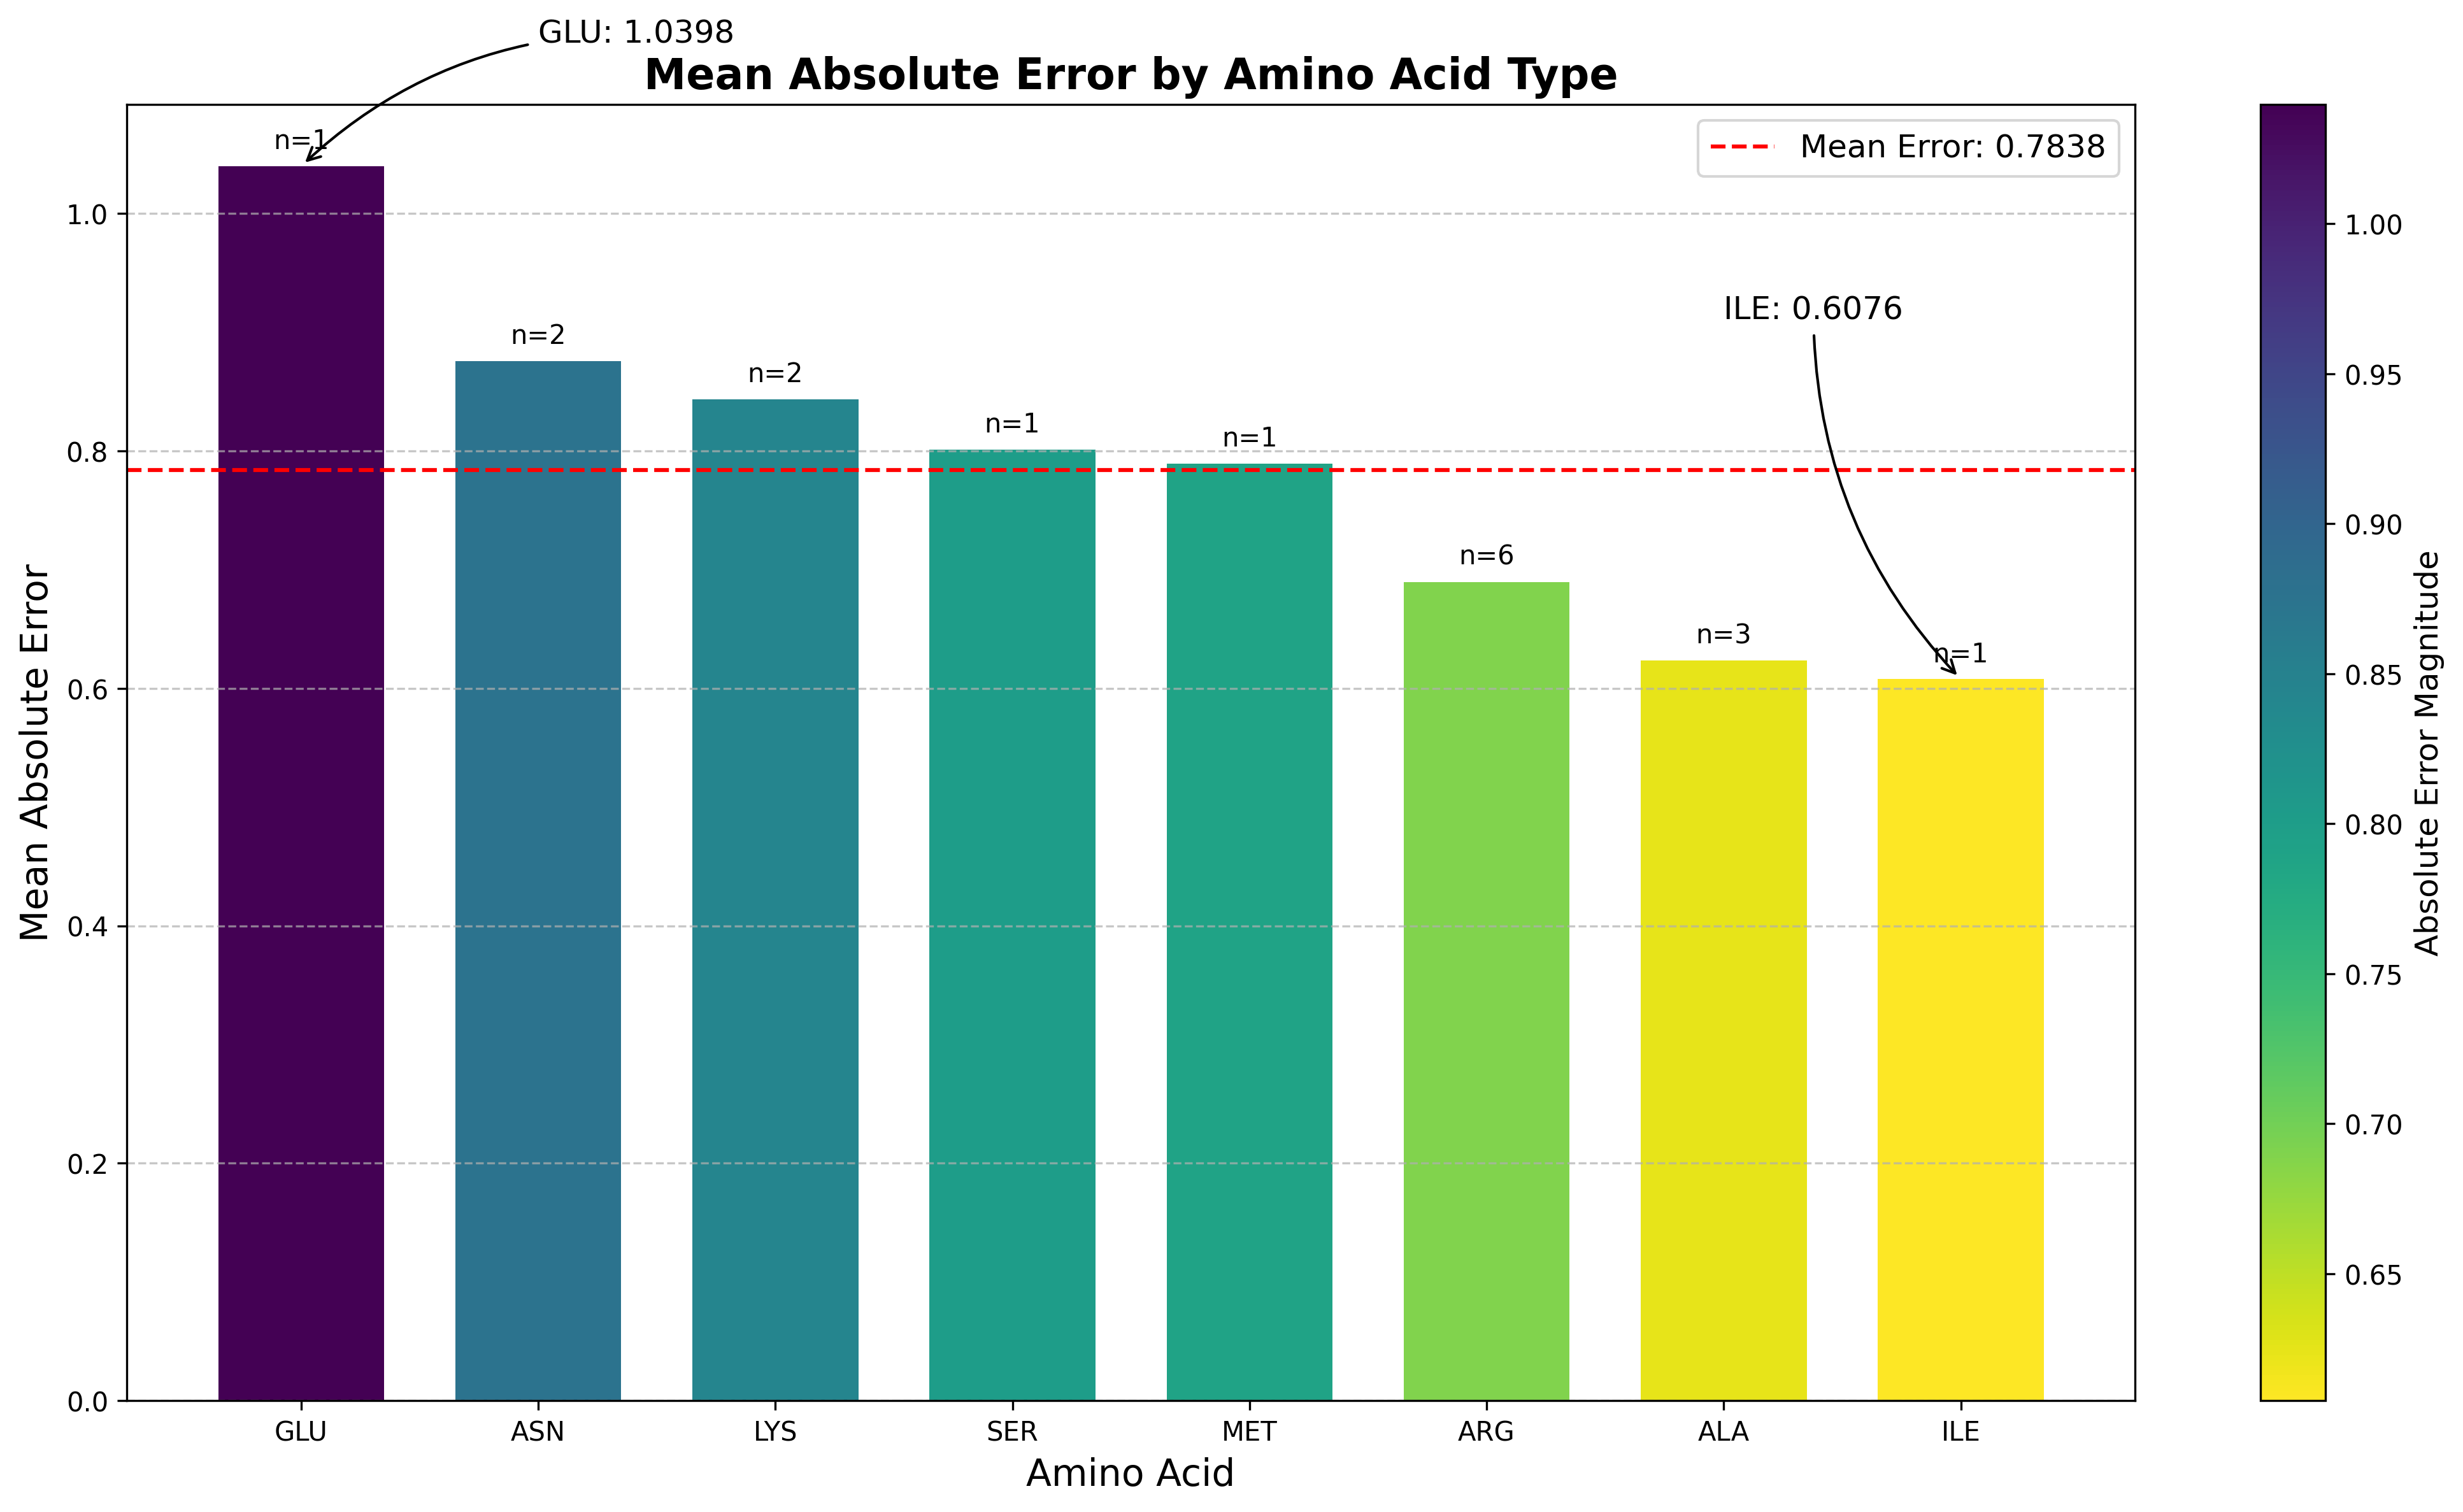 GLU: 1.0398
Mean Absolute Error by Amino Acid Type
Mean Error: 0.7838
n=1
n=2
n=2
n=1
n=1
n=6
n=3
n=1
ILE: 0.6076
Mean Absolute Error
1.0
0.8
0.6
0.4
0.2
0.0
GLU
ASN
LYS
SER
MET
ARG
ALA
ILE
Amino Acid
1.00
0.95
0.90
0.85
0.80
0.75
0.70
0.65
Absolute Error Magnitude